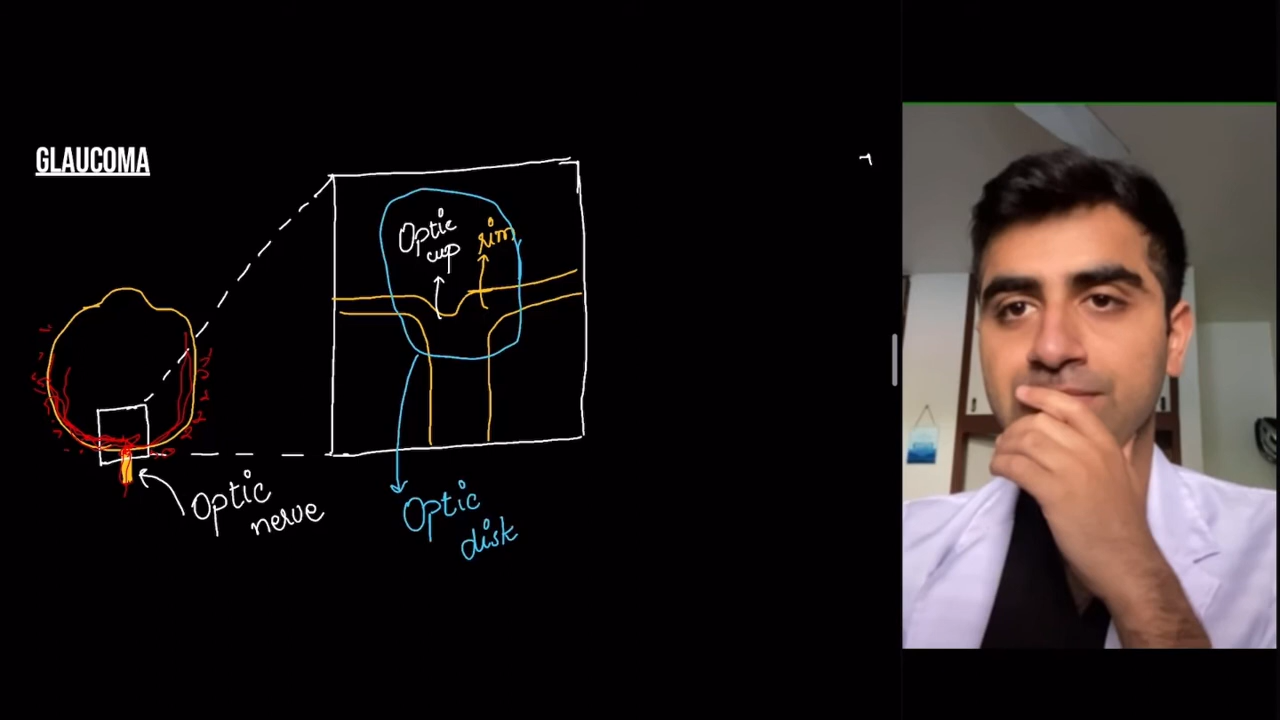 GLAUCOMA
Optic
cup
rim
Optic
nerve
Optic
disk